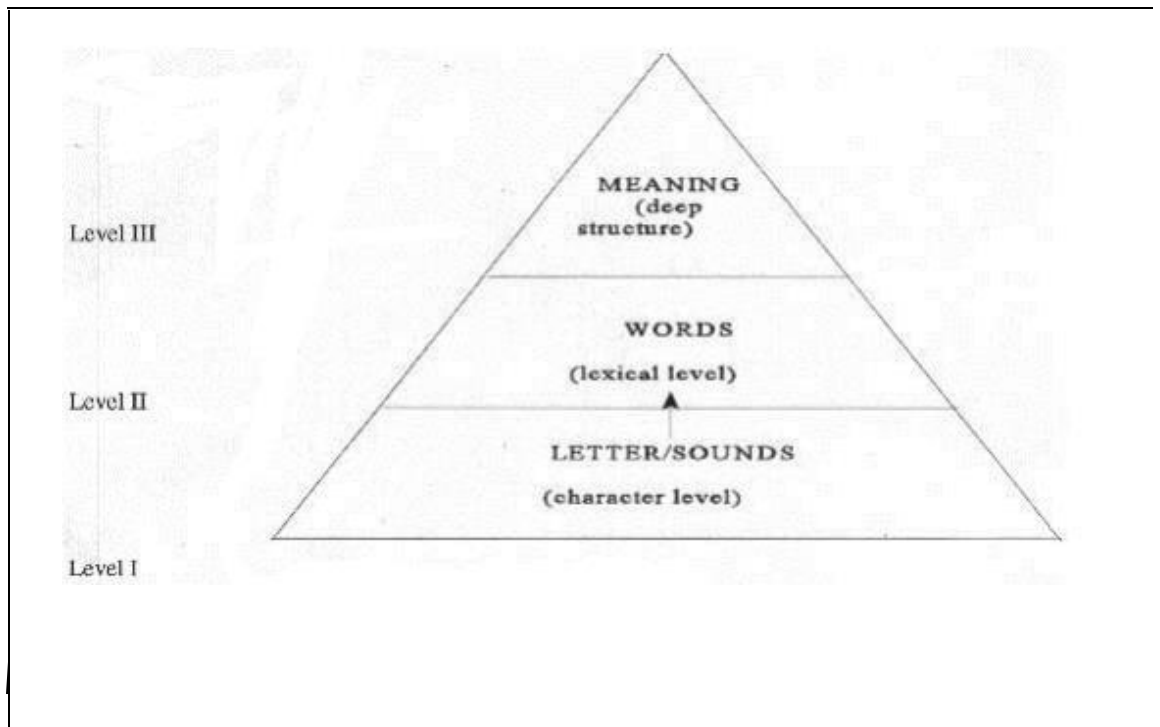 MEANING
(deep
structure)
Level III
WORDS
(lexical level)
Level II
LETTER/SOUNDS
(character level)
Level I